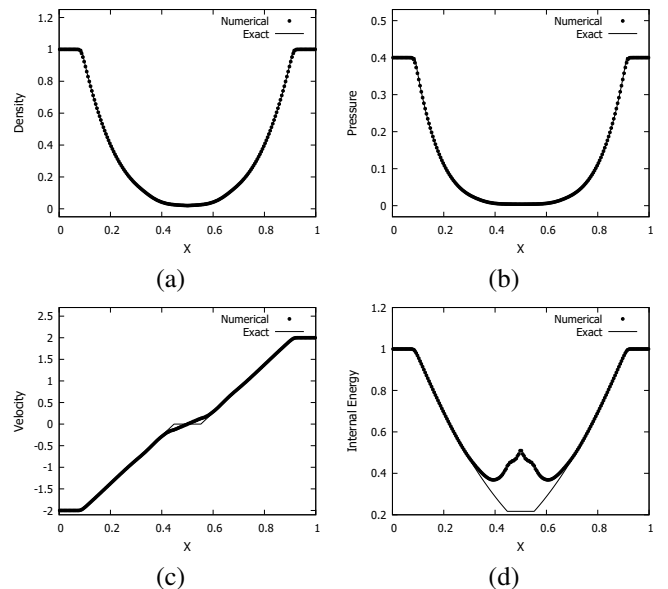 1.2
1
0.8
0.6
0.4
0.2
0
Density
Numerical
Exact
0 0.2 0.4 0.6 0.8 1
X
(a)
0.5
0.4
0.3
0.2
0.1
0
Pressure
Numerical
Exact
0 0.2 0.4 0.6 0.8 1
X
(b)
2.5
2
1.5
1
0.5
0
-0.5
-1
-1.5
-2
Velocity
Numerical
Exact
0 0.2 0.4 0.6 0.8 1
X
(c)
1.2
1
0.8
0.6
0.4
0.2
Internal Energy
Numerical
Exact
0 0.2 0.4 0.6 0.8 1
X
(d)